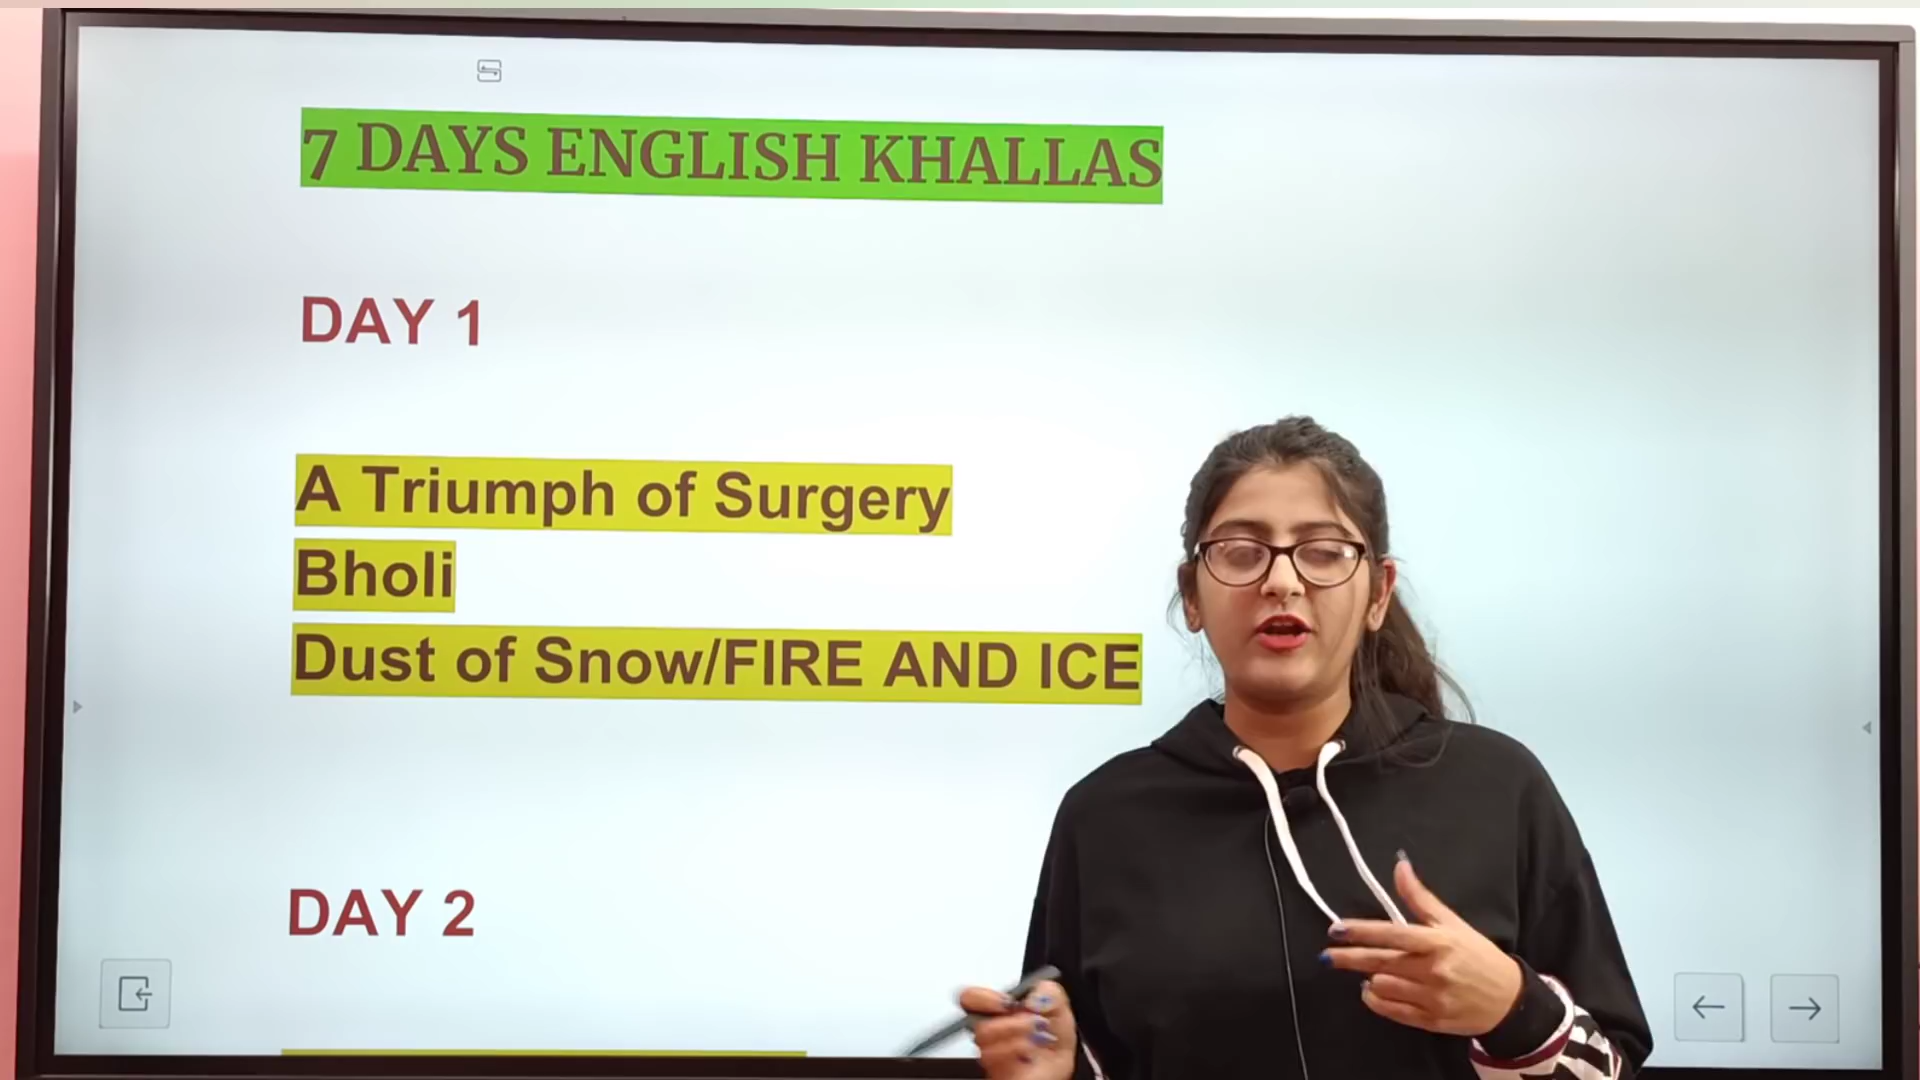 7 DAYS ENGLISH KHALLAS
DAY 1
A Triumph of Surgery
Bholi
Dust of Snow/FIRE AND ICE
DAY 2